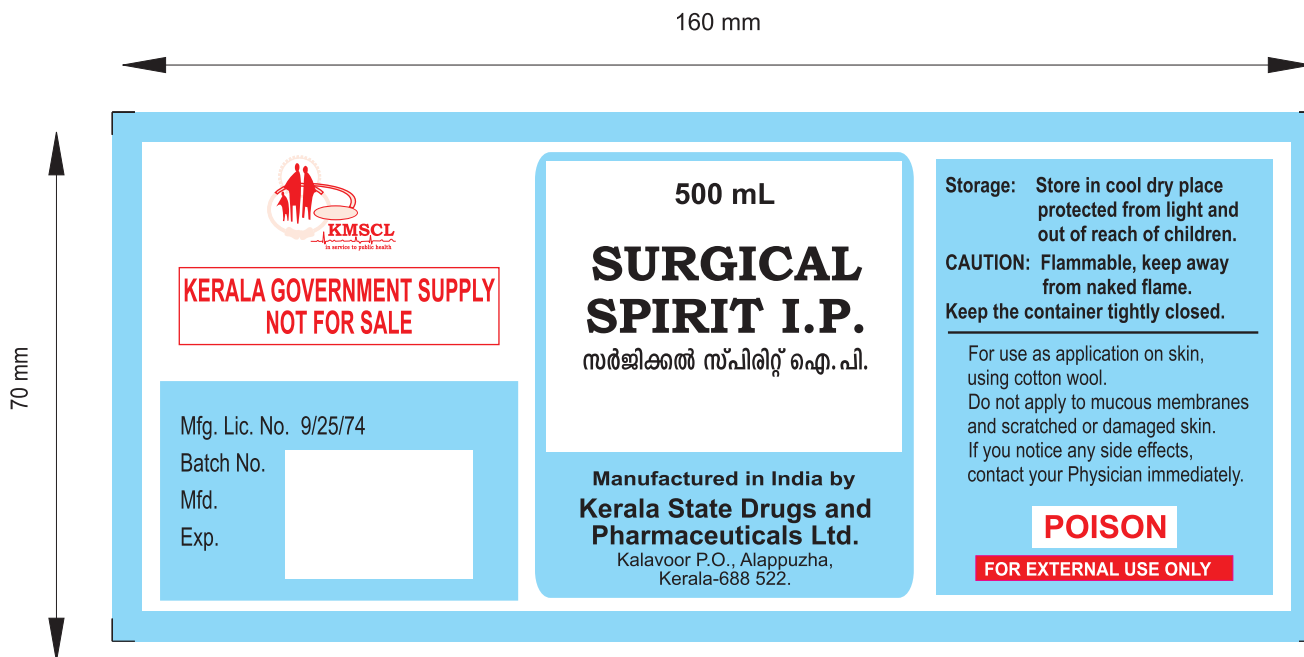 160 mm
70 mm
KMSCL
in service to public health
KERALA GOVERNMENT SUPPLY
NOT FOR SALE
Mfg. Lic. No. 9/25/74
Batch No.
Mfd.
Exp.
500 mL
SURGICAL
SPIRIT I.P.
സർജിക്കൽ സ്പിരിറ്റ് ഐ.പി.
Manufactured in India by
Kerala State Drugs and
Pharmaceuticals Ltd.
Kalavoor P.O., Alappuzha,
Kerala-688 522.
Storage: Store in cool dry place
protected from light and
out of reach of children.
CAUTION: Flammable, keep away
from naked flame.
Keep the container tightly closed.
For use as application on skin,
using cotton wool.
Do not apply to mucous membranes
and scratched or damaged skin.
If you notice any side effects,
contact your Physician immediately.
POISON
FOR EXTERNAL USE ONLY